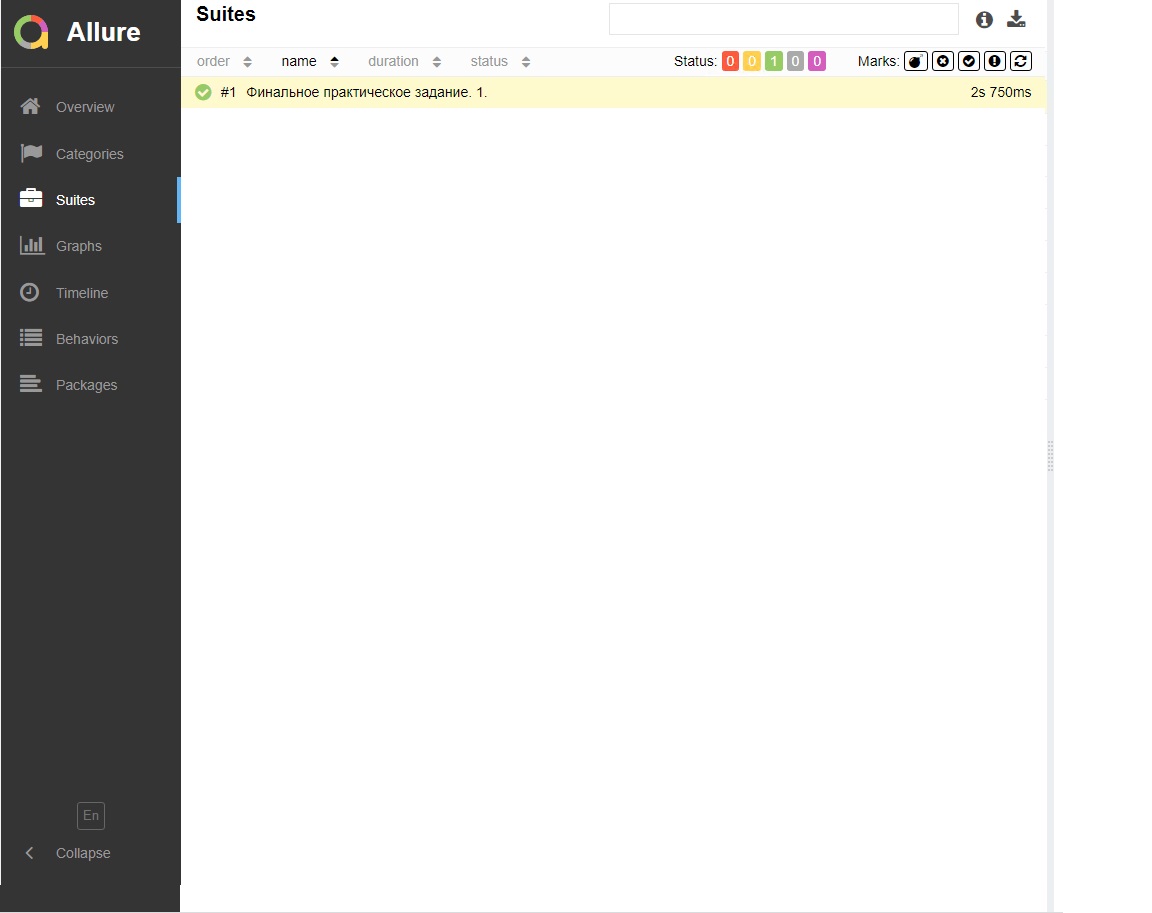 Allure
Overview
Categories
Suites
Graphs
Timeline
Behaviors
Packages
En
Collapse
Suites
order name duration status Status: 0 0 1 0 0 Marks:
#1 Финальное практическое задание. 1. 2s 750ms